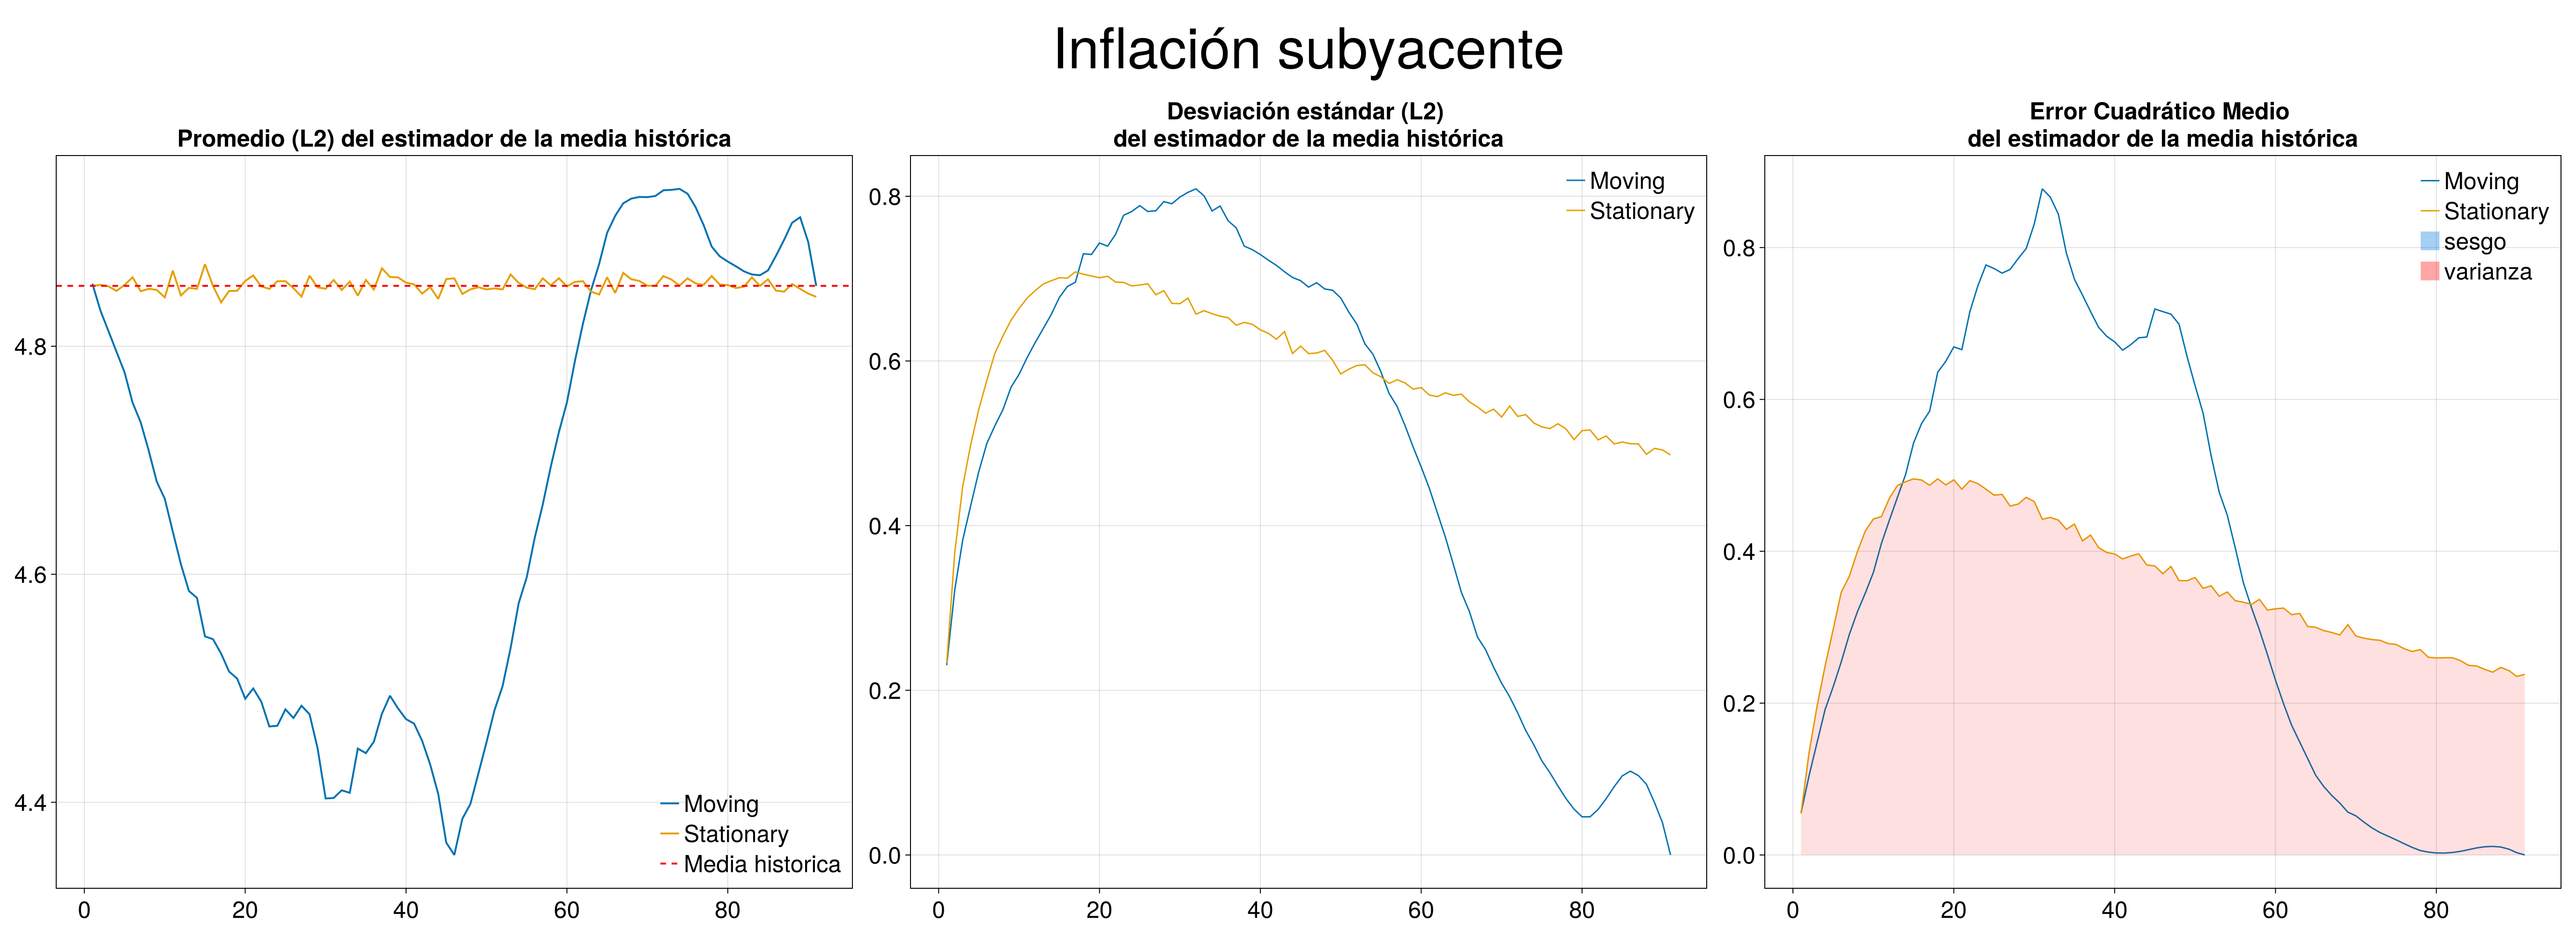 Inflación subyacente
Promedio (L2) del estimador de la media histórica
4.8
4.6
4.4
0
20
40
60
80
Moving
Stationary
Media historica
Desviación estándar (L2)
del estimador de la media histórica
0.8
0.6
0.4
0.2
0.0
0
20
40
60
80
Moving
Stationary
Error Cuadrático Medio
del estimador de la media histórica
0.8
0.6
0.4
0.2
0.0
0
20
40
60
80
Moving
Stationary
sesgo
varianza